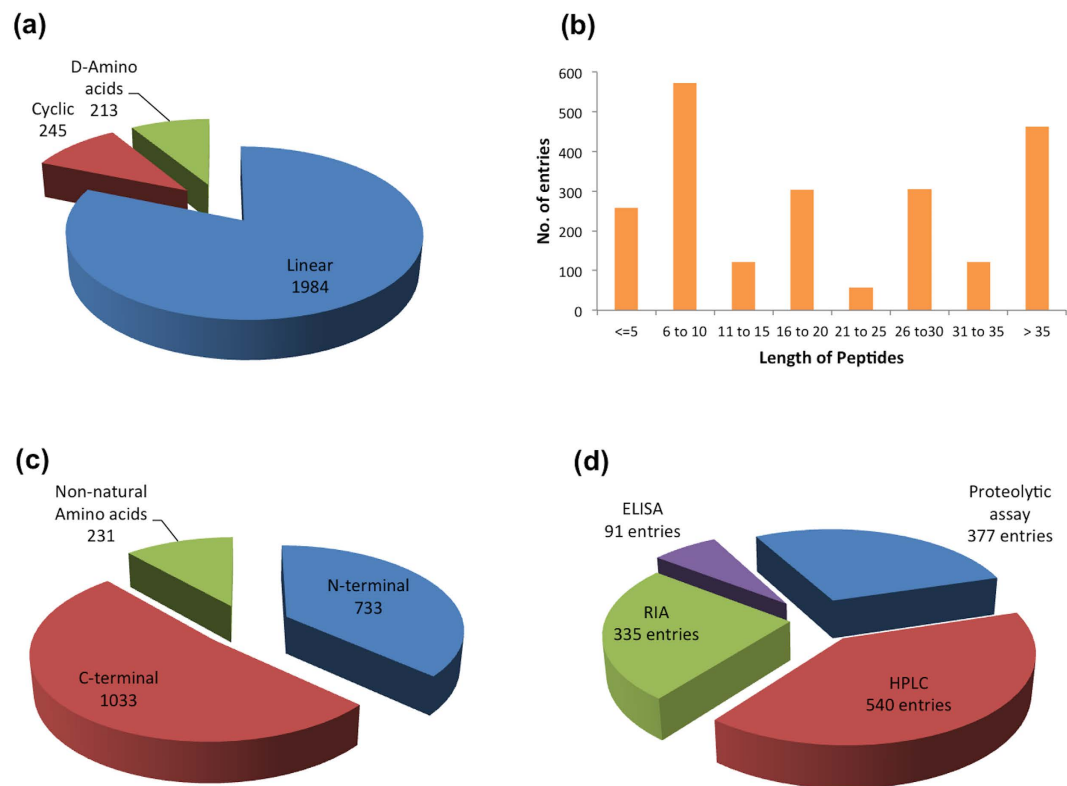 (a)
D-Amino
acids
213
Cyclic
245
Linear
1984
(b)
No. of entries
600
500
400
300
200
100
0
<=5 6 to 10 11 to 15 16 to 20 21 to 25 26 to30 31 to 35 > 35
Length of Peptides
(c)
Non-natural
Amino acids
231
N-terminal
733
C-terminal
1033
(d)
ELISA
91 entries
Proteolytic
assay
377 entries
RIA
335 entries
HPLC
540 entries